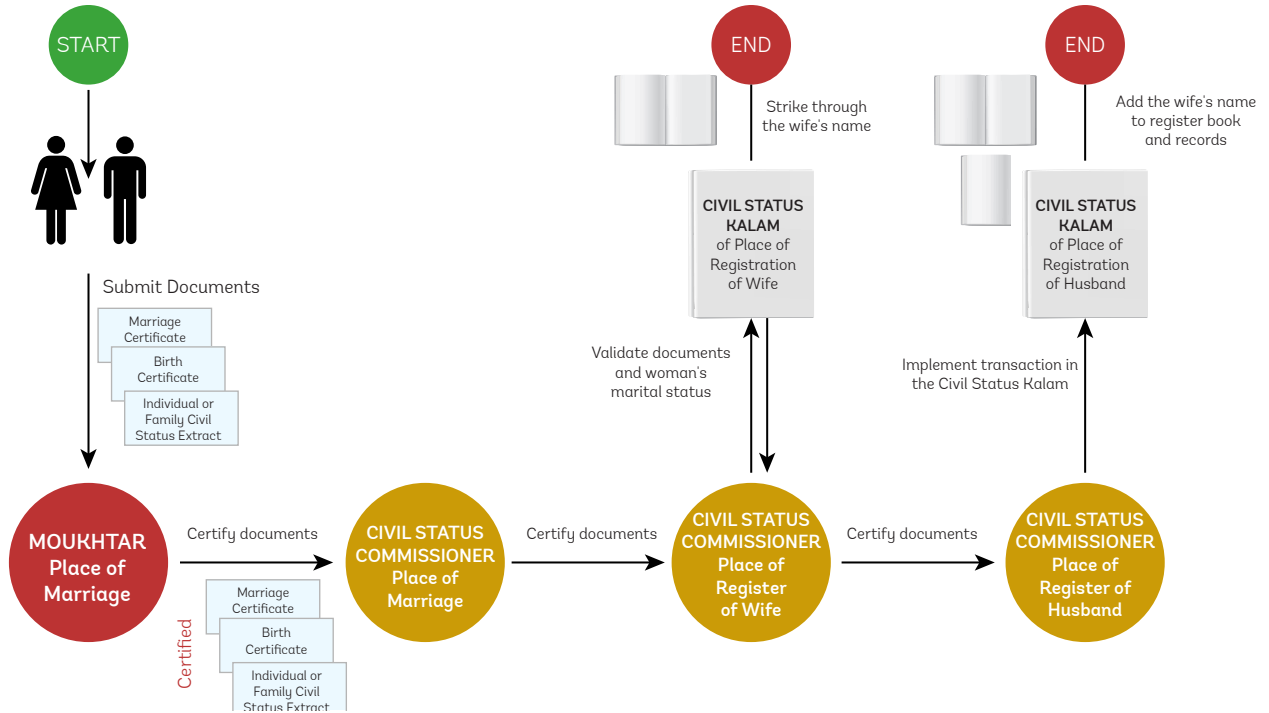 START
END
END
Strike through
the wife's name
Add the wife's name
to register book
and records
CIVIL STATUS
KALAM
of Place of
Registration
of Wife
CIVIL STATUS
KALAM
of Place of
Registration
of Husband
Submit Documents
Marriage
Certificate
Birth
Certificate
Individual or
Family Civil
Status Extract
Validate documents
and woman's
marital status
Implement transaction in
the Civil Status Kalam
MOUKHTAR
Place of
Marriage
Certify documents
CIVIL STATUS
COMMISSIONER
Place of
Marriage
Certify documents
CIVIL STATUS
COMMISSIONER
Place of
Register
of Wife
Certify documents
CIVIL STATUS
COMMISSIONER
Place of
Register of
Husband
Certified
Marriage
Certificate
Birth
Certificate
Individual or
Family Civil
Status Extract